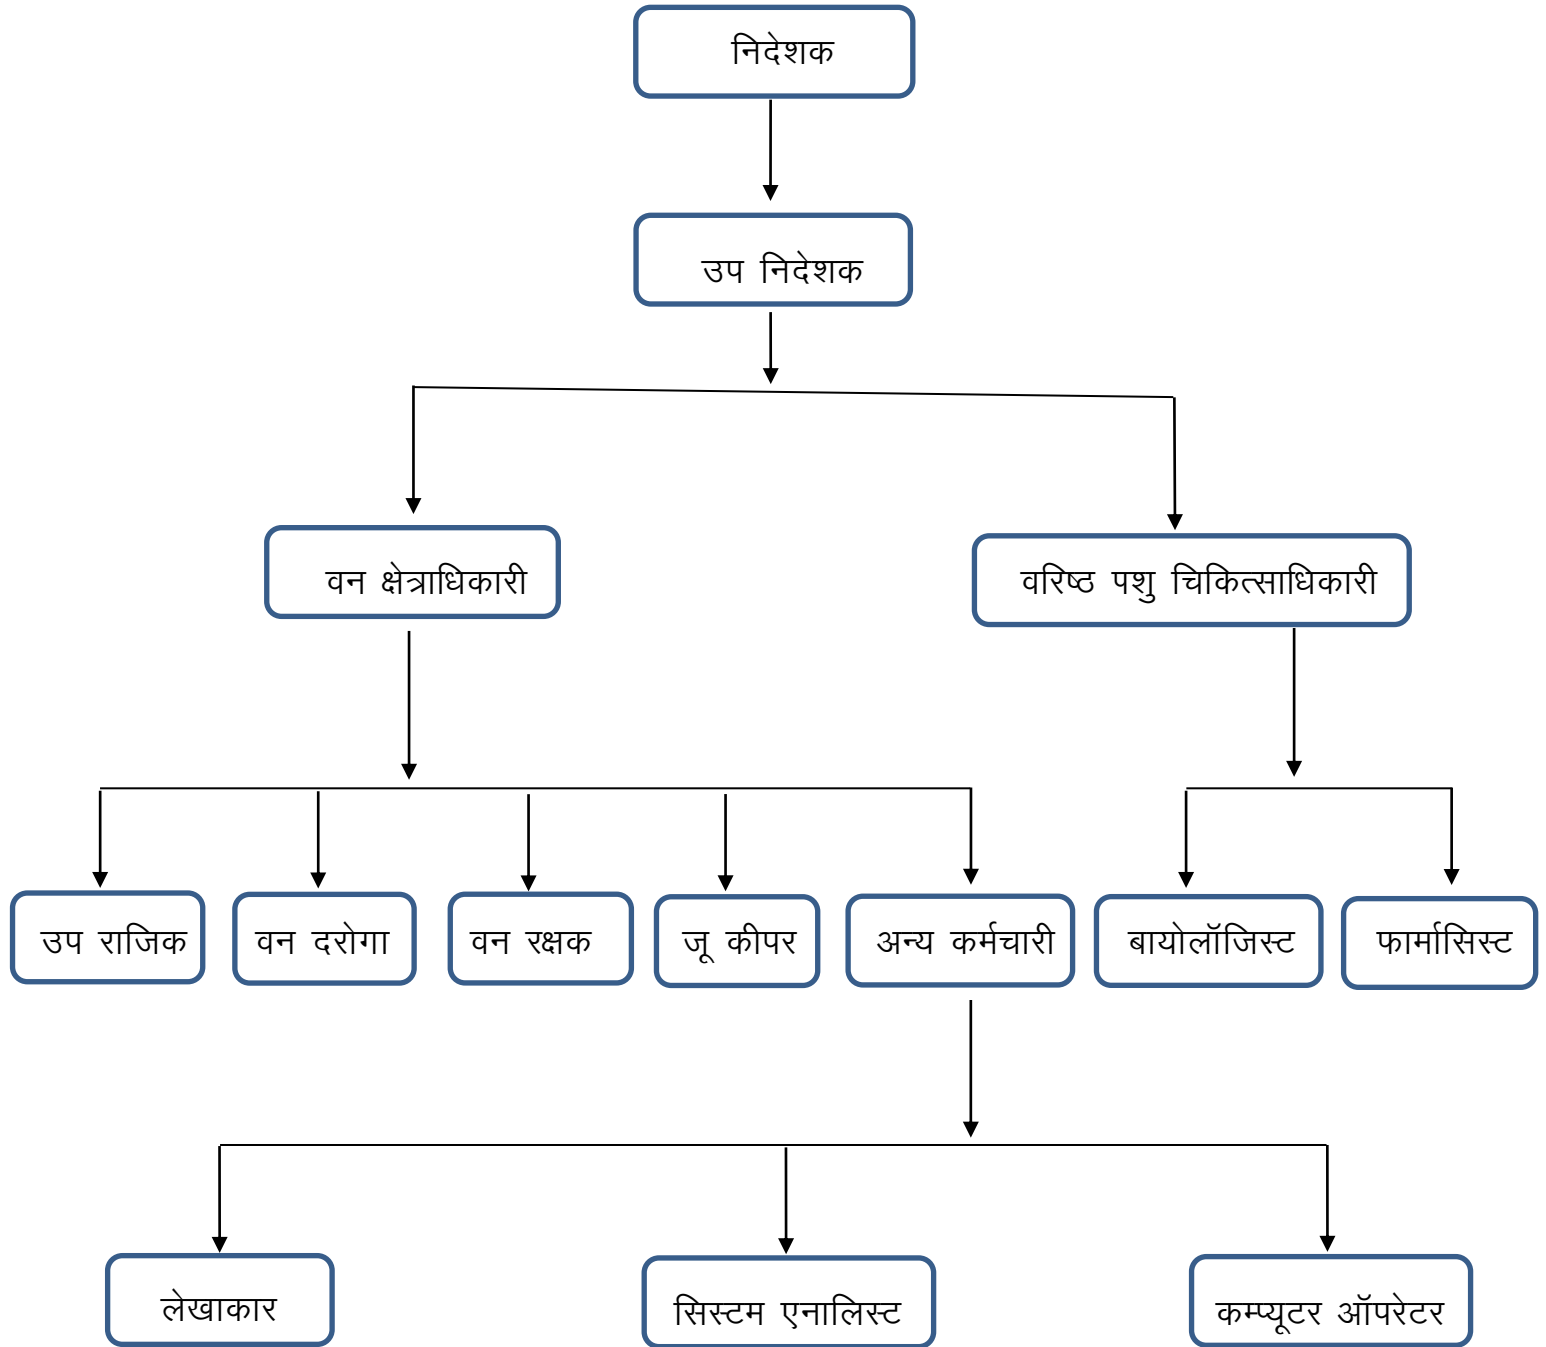 निदेशक
उप निदेशक
वन क्षेत्राधिकारी
वरिष्ठ पशु चिकित्साधिकारी
उप राजिक
वन दरोगा
वन रक्षक
जू कीपर
अन्य कर्मचारी
बायोलॉजिस्ट
फार्मासिस्ट
लेखाकार
सिस्टम एनालिस्ट
कम्प्यूटर ऑपरेटर